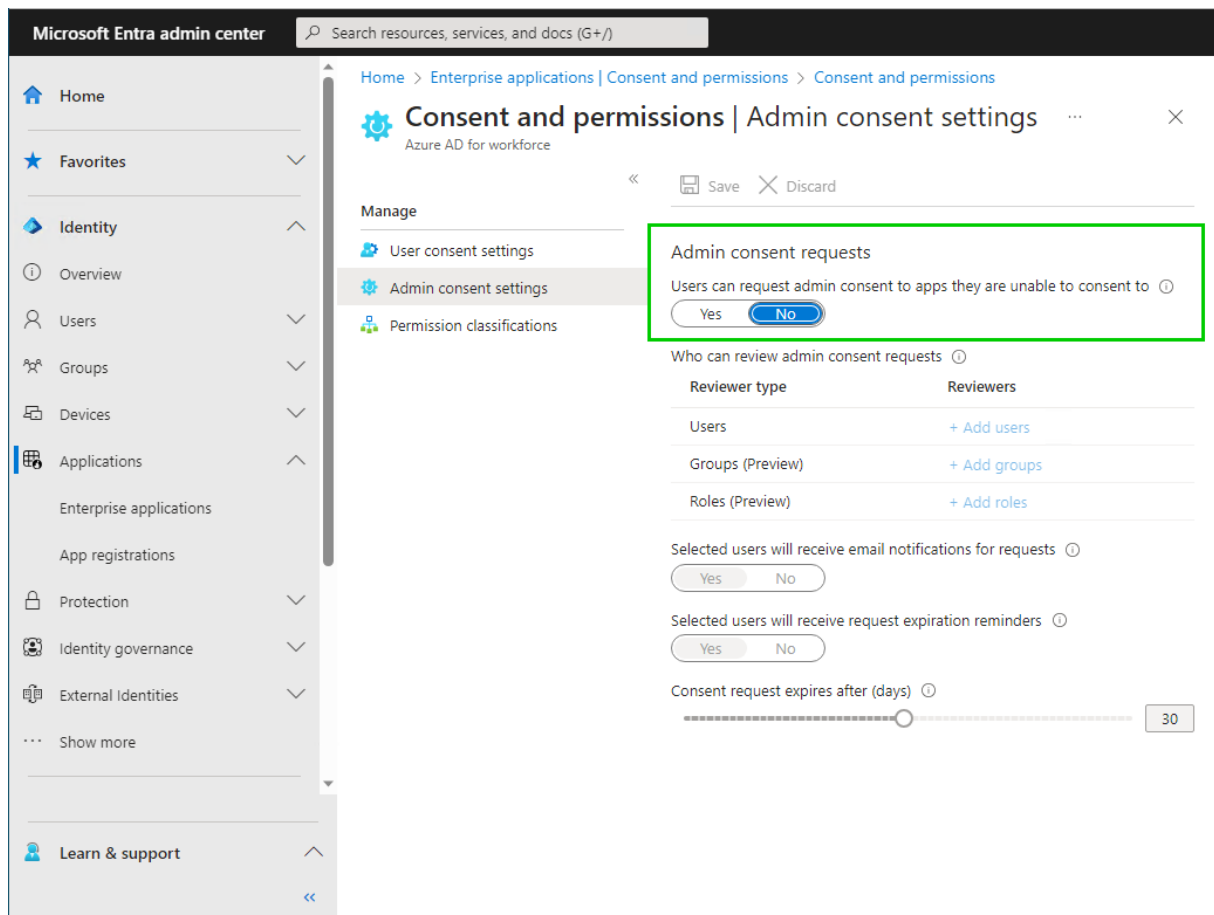 Microsoft Entra admin center
Search resources, services, and docs (G+/)
Home
Favorites
Identity
Overview
Users
Groups
Devices
Applications
Enterprise applications
App registrations
Protection
Identity governance
External Identities
··· Show more
Learn & support
«
Home > Enterprise applications | Consent and permissions > Consent and permissions
Consent and permissions | Admin consent settings ···
Azure AD for workforce
«
Manage
User consent settings
Admin consent settings
Permission classifications
Save Discard
Admin consent requests
Users can request admin consent to apps they are unable to consent to
Yes No
Who can review admin consent requests
Reviewer type Reviewers
Users + Add users
Groups (Preview) + Add groups
Roles (Preview) + Add roles
Selected users will receive email notifications for requests
Yes No
Selected users will receive request expiration reminders
Yes No
Consent request expires after (days)
30